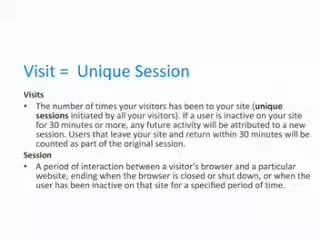 Visit =  Unique Session
Visits
• The number of times your visitors has been to your site (unique
sessions initiated by all your visitors). If a user is inactive on your site
for 30 minutes or more, any future activity will be attributed to a new
session. Users that leave your site and return within 30 minutes will be
counted as part of the original session.
Session
• A period of interaction between a visitor's browser and a particular
website, ending when the browser is closed or shut down, or when the
user has been inactive on that site for a specified period of time.